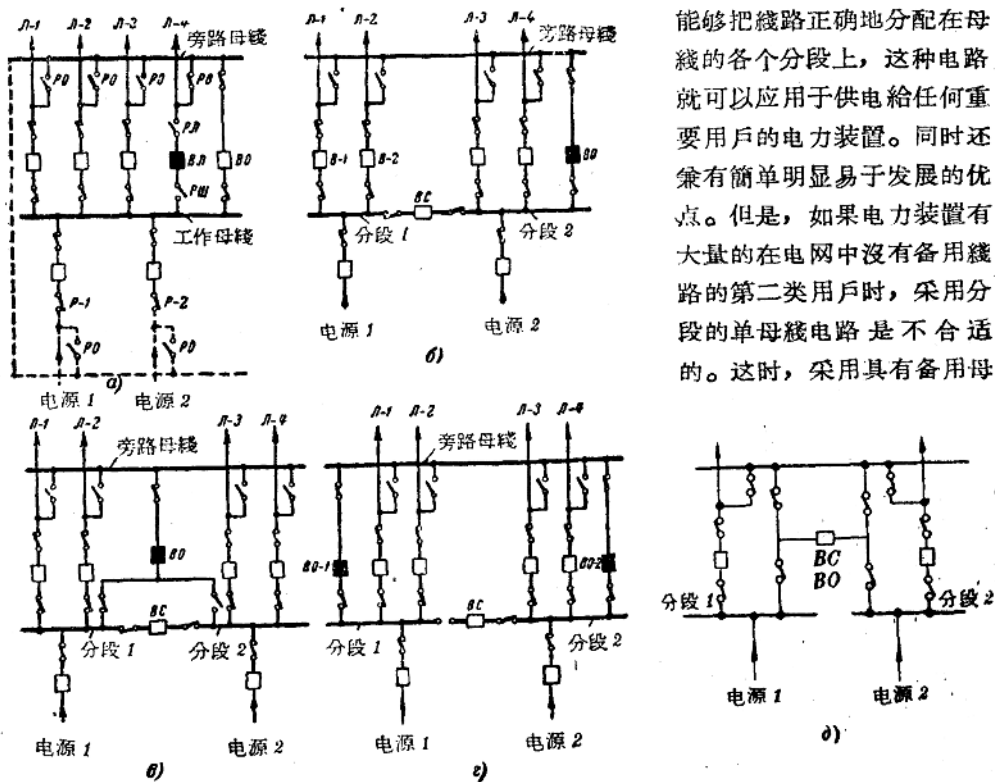 Л-1 Л-2 Л-3 Л-4
旁路母綫
РО РО РО РО
РЛ
ВЛ ВО
РШ
工作母綫
Р-1 Р-2
РО РО
а)
电源 1 电源 2
Л-1 Л-2 Л-3 Л-4
旁路母綫
В-1 В-2 ВО
ВС
分段 1 分段 2
电源 1 电源 2
б)
能够把綫路正确地分配在母
綫的各个分段上，这种电路
就可以应用于供电給任何重
要用戶的电力装置。同时还
兼有簡单明显易于发展的优
点。但是，如果电力装置有
大量的在电网中沒有备用綫
路的第二类用戶时，采用分
段的单母綫电路是不合适
的。这时，采用具有备用母
Л-1 Л-2 Л-3 Л-4
旁路母綫
ВО
ВС
分段 1 分段 2
电源 1 电源 2
в)
Л-1 Л-2 Л-3 Л-4
旁路母綫
ВО-1 ВО-2
ВС
分段 1 分段 2
电源 1 电源 2
г)
ВС
ВО
分段 1 分段 2
电源 1 电源 2
д)